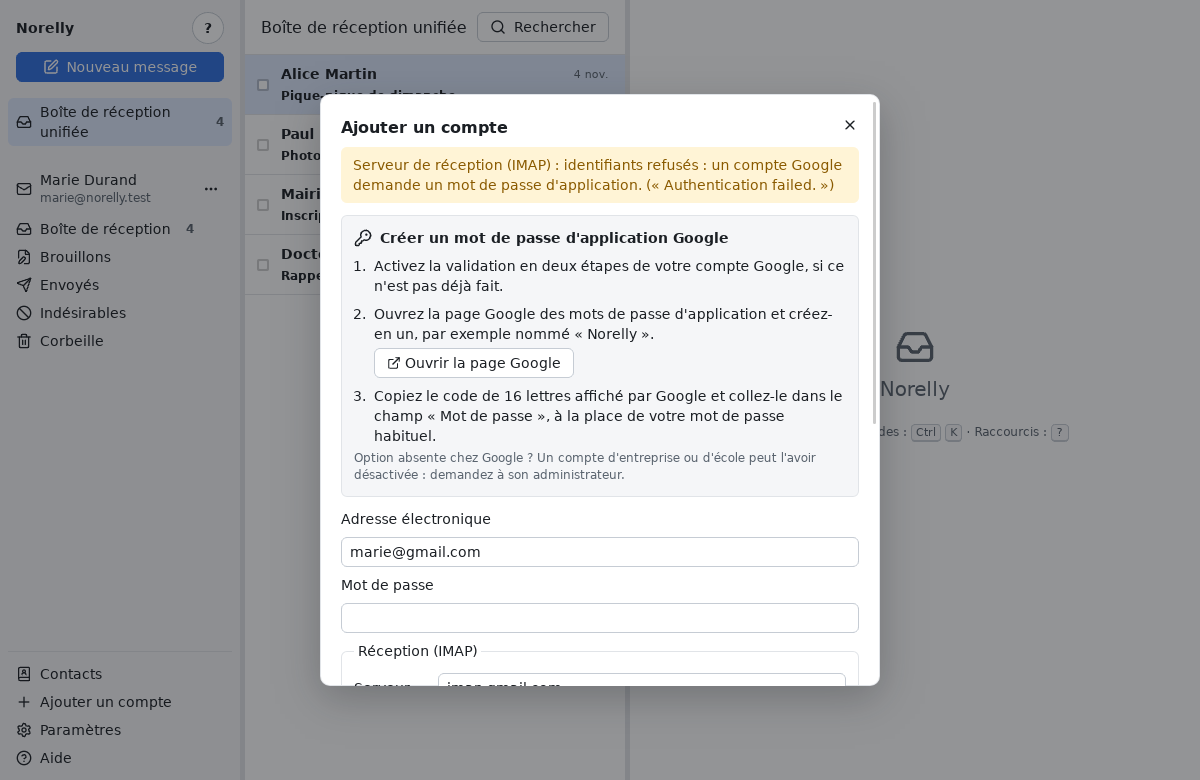 Norelly
?
Nouveau message
Boîte de réception
unifiée
4
Marie Durand
marie@norelly.test
Boîte de réception 4
Brouillons
Envoyés
Indésirables
Corbeille
Contacts
Ajouter un compte
Paramètres
Aide
Boîte de réception unifiée
Rechercher
Alice Martin
4 nov.
Paul
Photo
Ajouter un compte
Serveur de réception (IMAP) : identifiants refusés : un compte Google
demande un mot de passe d'application. (« Authentication failed. »)
Créer un mot de passe d'application Google
1. Activez la validation en deux étapes de votre compte Google, si ce
n'est pas déjà fait.
2. Ouvrez la page Google des mots de passe d'application et créez-
en un, par exemple nommé « Norelly ».
Ouvrir la page Google
3. Copiez le code de 16 lettres affiché par Google et collez-le dans le
champ « Mot de passe », à la place de votre mot de passe
habituel.
Option absente chez Google ? Un compte d'entreprise ou d'école peut l'avoir
désactivée : demandez à son administrateur.
Adresse électronique
marie@gmail.com
Mot de passe
Réception (IMAP)
Serveur
imap.gmail.com
Norelly
des : Ctrl K · Raccourcis : ?